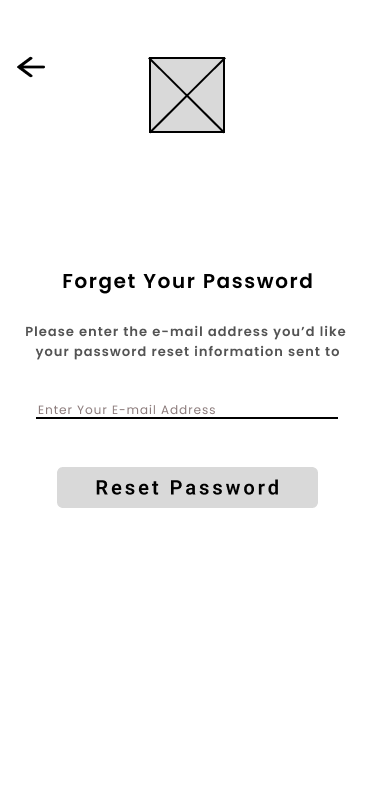 Forget Your Password
Please enter the e-mail address you’d like
your password reset information sent to
Enter Your E-mail Address
Reset Password